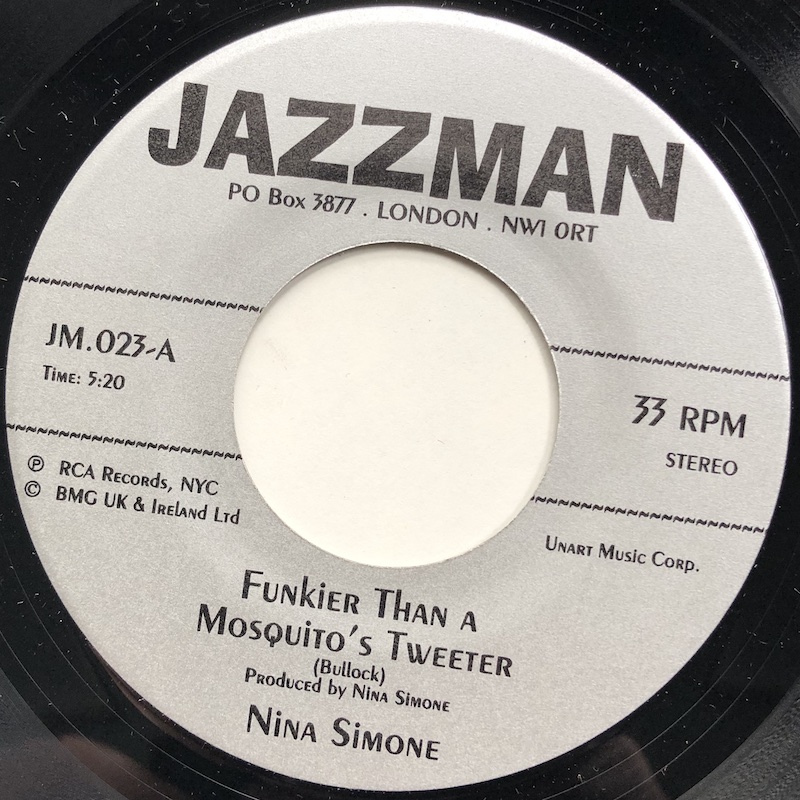 JAZZMAN
PO Box 3877 . LONDON . NW1 0RT
JM.023-A
Time: 5:20
33 RPM
STEREO
℗ RCA Records, NYC
© BMG UK & Ireland Ltd
Unart Music Corp.
Funkier Than a
Mosquito's Tweeter
(Bullock)
Produced by Nina Simone
Nina Simone